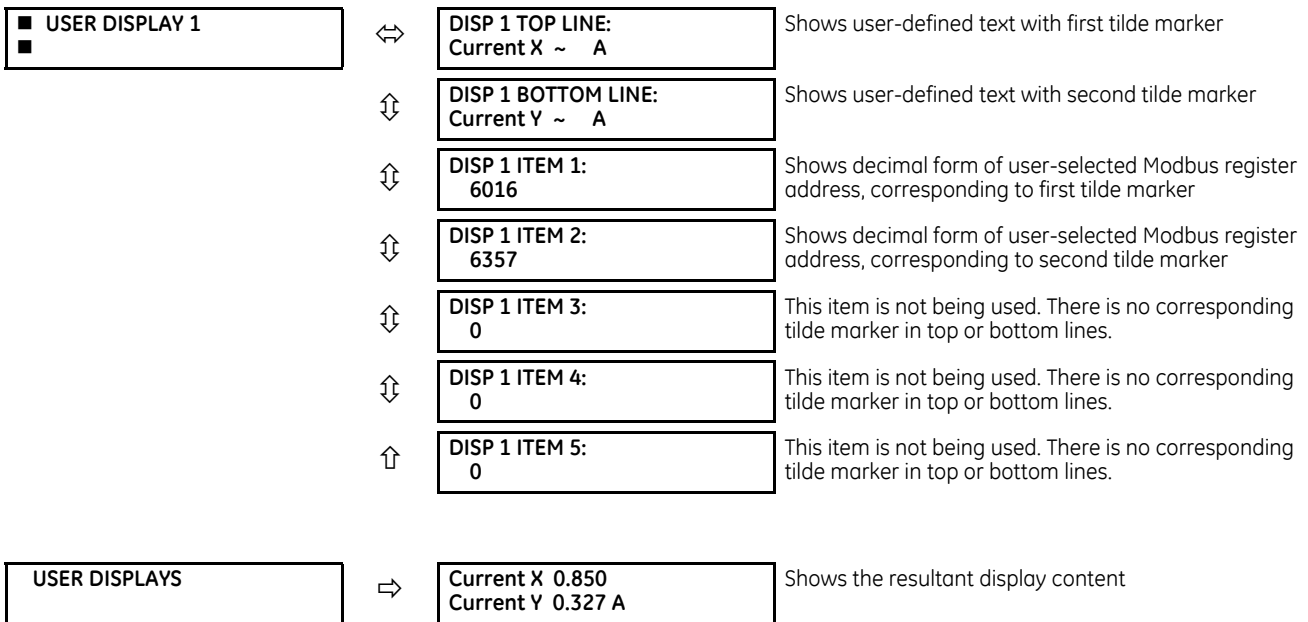 ■ USER DISPLAY 1
■
DISP 1 TOP LINE:
Current X ~ A
Shows user-defined text with first tilde marker
DISP 1 BOTTOM LINE:
Current Y ~ A
Shows user-defined text with second tilde marker
DISP 1 ITEM 1:
6016
Shows decimal form of user-selected Modbus register
address, corresponding to first tilde marker
DISP 1 ITEM 2:
6357
Shows decimal form of user-selected Modbus register
address, corresponding to second tilde marker
DISP 1 ITEM 3:
0
This item is not being used. There is no corresponding
tilde marker in top or bottom lines.
DISP 1 ITEM 4:
0
This item is not being used. There is no corresponding
tilde marker in top or bottom lines.
DISP 1 ITEM 5:
0
This item is not being used. There is no corresponding
tilde marker in top or bottom lines.
USER DISPLAYS
Current X 0.850
Current Y 0.327 A
Shows the resultant display content